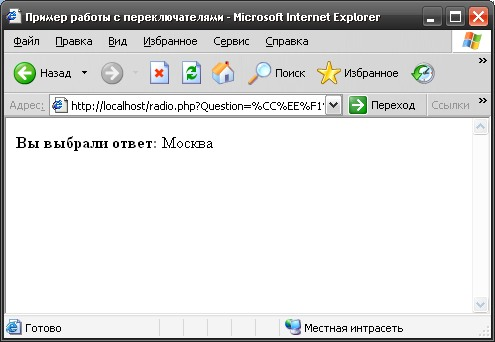 Пример работы с переключателями - Microsoft Internet Explorer
Файл Правка Вид Избранное Сервис Справка »
Назад Поиск Избранное »
Адрес: http://localhost/radio.php?Question=%CC%EE%F1 Переход Ссылки »
Вы выбрали ответ: Москва
Готово Местная интрасеть